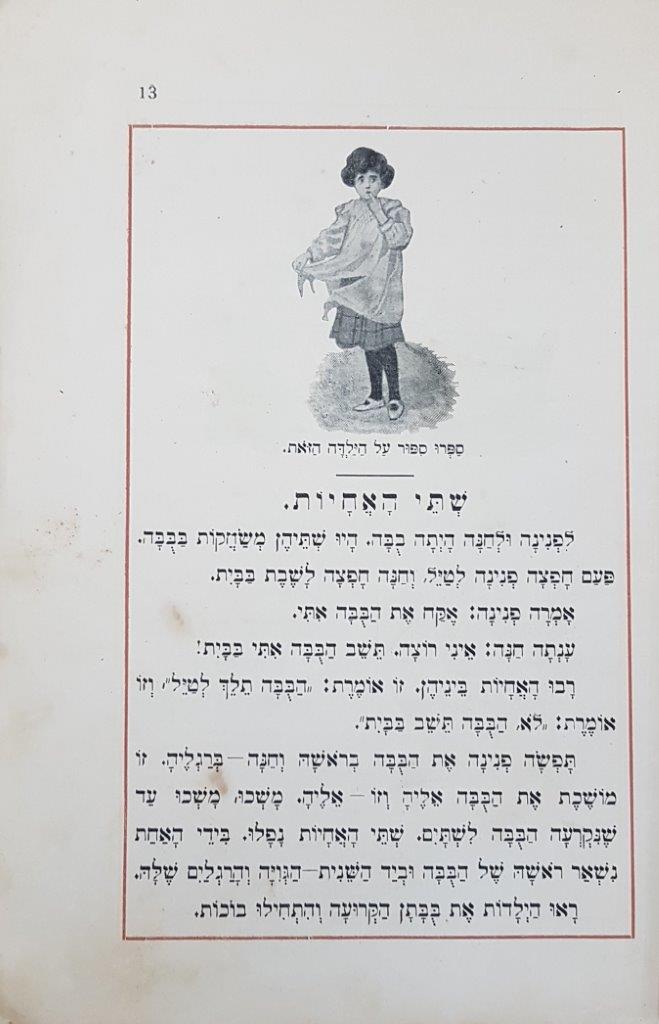 13
סַפְּרוּ סִפּוּר עַל הַיַּלְדָּה הַזֹּאת.
שְׁתֵּי הָאֲחָיוֹת.
לִפְנִינָה וּלְחַנָּה הָיְתָה בֻבָּה. הָיוּ שְׁתֵּיהֶן מְשַׂחֲקוֹת בַּבֻּבָּה.
פַּעַם חָפְצָה פְנִינָה לְטַיֵּל, וְחַנָּה חָפְצָה לָשֶׁבֶת בַּבָּיִת.
אָמְרָה פְנִינָה: אֶקַּח אֶת הַבֻּבָּה אִתִּי.
עָנְתָה חַנָּה: אֵינִי רוֹצָה. תֵּשֵׁב הַבֻּבָּה אִתִּי בַּבָּיִת!
רָבוּ הָאֲחָיוֹת בֵּינֵיהֶן. זוֹ אוֹמֶרֶת: „הַבֻּבָּה תֵלֵךְ לְטַיֵּל“, וְזוֹ
אוֹמֶרֶת: „לֹא, הַבֻּבָּה תֵּשֵׁב בַּבָּיִת“.
תָּפְשָׂה פְנִינָה אֶת הַבֻּבָּה בְּרֹאשָׁהּ וְחַנָּה—בְּרַגְלֶיהָ. זוֹ
מוֹשֶׁכֶת אֶת הַבֻּבָּה אֵלֶיהָ וְזוֹ—אֵלֶיהָ. מָשְׁכוּ, מָשְׁכוּ עַד
שֶׁנִּקְרְעָה הַבֻּבָּה לִשְׁתָּיִם. שְׁתֵּי הָאֲחָיוֹת נָפָלוּ. בִּידֵי הָאַחַת
נִשְׁאַר רֹאשָׁהּ שֶׁל הַבֻּבָּה וּבְיַד הַשֵּׁנִית—הַגְּוִיָּה וְהָרַגְלַיִם שֶׁלָּהּ.
רָאוּ הַיְלָדוֹת אֶת בֻּבָּתָן הַקְּרוּעָה וְהִתְחִילוּ בוֹכוֹת.